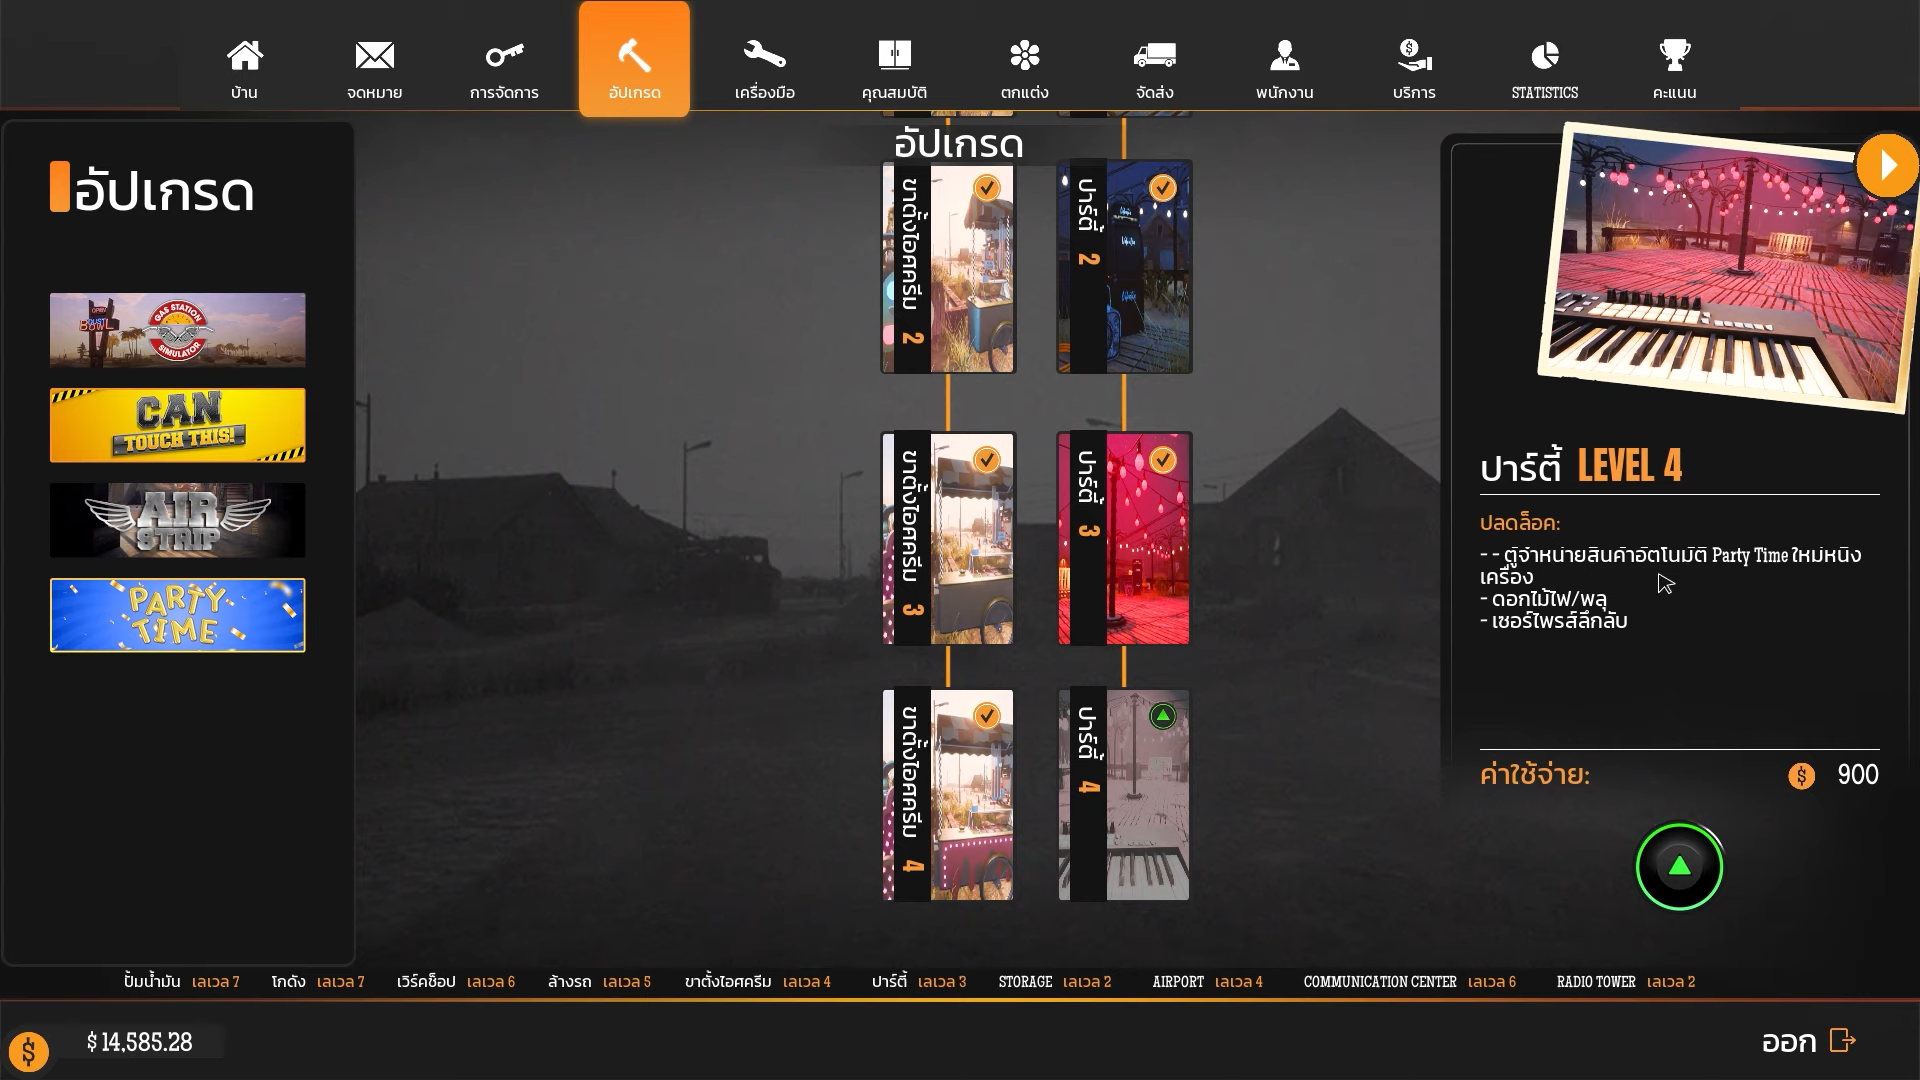 บ้าน
จดหมาย
การจัดการ
อัปเกรด
เครื่องมือ
คุณสมบัติ
ตกแต่ง
จัดส่ง
พนักงาน
บริการ
STATISTICS
คะแนน
อัปเกรด
อัปเกรด
GAS STATION
SIMULATOR
OPEN
DUST
BOWL
CAN
TOUCH THIS!
AIR
STRIP
PARTY
TIME
ขาตั้งไอศครีม 2
ปาร์ตี้ 2
ขาตั้งไอศครีม 3
ปาร์ตี้ 3
ขาตั้งไอศครีม 4
ปาร์ตี้ 4
ปาร์ตี้ LEVEL 4
ปลดล็อค:
- - ตู้จำหน่ายสินค้าอัตโนมัติ Party Time ใหม่หนึ่ง
เครื่อง
- ดอกไม้ไฟ/พลุ
- เซอร์ไพรส์ลึกลับ
ค่าใช้จ่าย: $ 900
ปั้มน้ำมัน เลเวล 7 โกดัง เลเวล 7 เวิร์คช็อป เลเวล 6 ล้างรถ เลเวล 5 ขาตั้งไอศครีม เลเวล 4 ปาร์ตี้ เลเวล 3 STORAGE เลเวล 2 AIRPORT เลเวล 4 COMMUNICATION CENTER เลเวล 6 RADIO TOWER เลเวล 2
$ $ 14,585.28
ออก